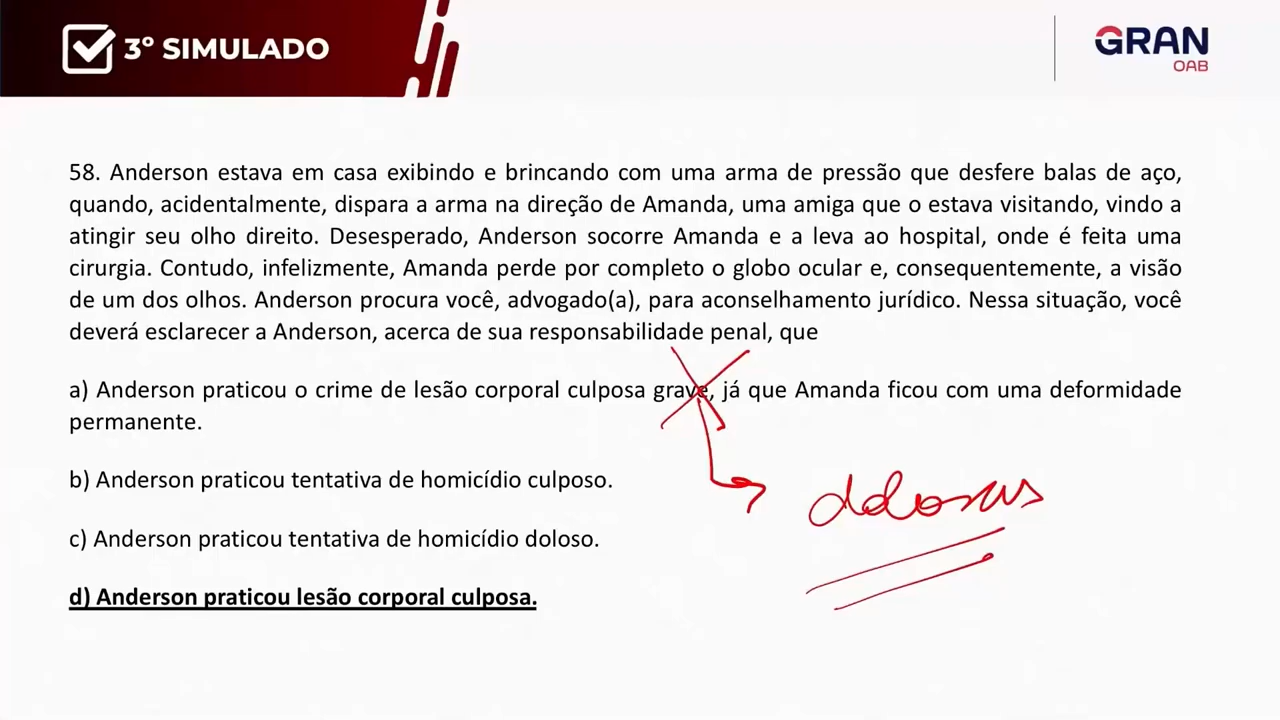 3º SIMULADO
GRAN
OAB
58. Anderson estava em casa exibindo e brincando com uma arma de pressão que desfere balas de aço,
quando, acidentalmente, dispara a arma na direção de Amanda, uma amiga que o estava visitando, vindo a
atingir seu olho direito. Desesperado, Anderson socorre Amanda e a leva ao hospital, onde é feita uma
cirurgia. Contudo, infelizmente, Amanda perde por completo o globo ocular e, consequentemente, a visão
de um dos olhos. Anderson procura você, advogado(a), para aconselhamento jurídico. Nessa situação, você
deverá esclarecer a Anderson, acerca de sua responsabilidade penal, que
a) Anderson praticou o crime de lesão corporal culposa grave, já que Amanda ficou com uma deformidade
permanente.
b) Anderson praticou tentativa de homicídio culposo.
dolosas
c) Anderson praticou tentativa de homicídio doloso.
d) Anderson praticou lesão corporal culposa.